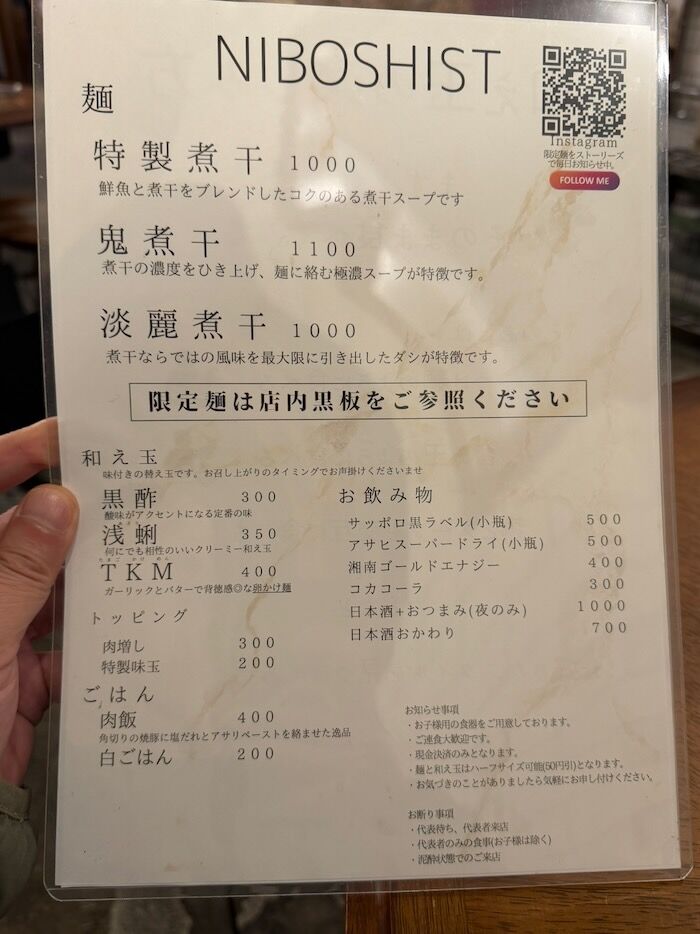 NIBOSHIST
麺
Instagram
限定麺をストーリーズ
で毎日お知らせ中。
FOLLOW ME
特製煮干 1000
鮮魚と煮干をブレンドしたコクのある煮干スープです
鬼煮干 1100
煮干の濃度をひき上げ、麺に絡む極濃スープが特徴です。
淡麗煮干 1000
煮干ならではの風味を最大限に引き出したダシが特徴です。
限定麺は店内黒板をご参照ください
和え玉
味付きの替え玉です。お召し上がりのタイミングでお声掛けくださいませ
黒酢 300
酸味がアクセントになる定番の味
浅蜊 350
何にでも相性のいいクリーミー和え玉
たまご かけ めん
TKM 400
ガーリックとバターで背徳感◎な卵かけ麺
トッピング
肉増し 300
特製味玉 200
ごはん
肉飯 400
角切りの焼豚に塩だれとアサリペーストを絡ませた逸品
白ごはん 200
お飲み物
サッポロ黒ラベル(小瓶) 500
アサヒスーパードライ(小瓶) 500
湘南ゴールドエナジー 400
コカコーラ 300
日本酒+おつまみ(夜のみ) 1000
日本酒おかわり 700
お知らせ事項
・お子様用の食器をご用意しております。
・ご連食大歓迎です。
・現金決済のみとなります。
・麺と和え玉はハーフサイズ可能(50円引)となります。
・お気づきのことがありましたら気軽にお申し付けください。
お断り事項
・代表待ち、代表者来店
・代表者のみの食事(お子様は除く)
・泥酔状態でのご来店